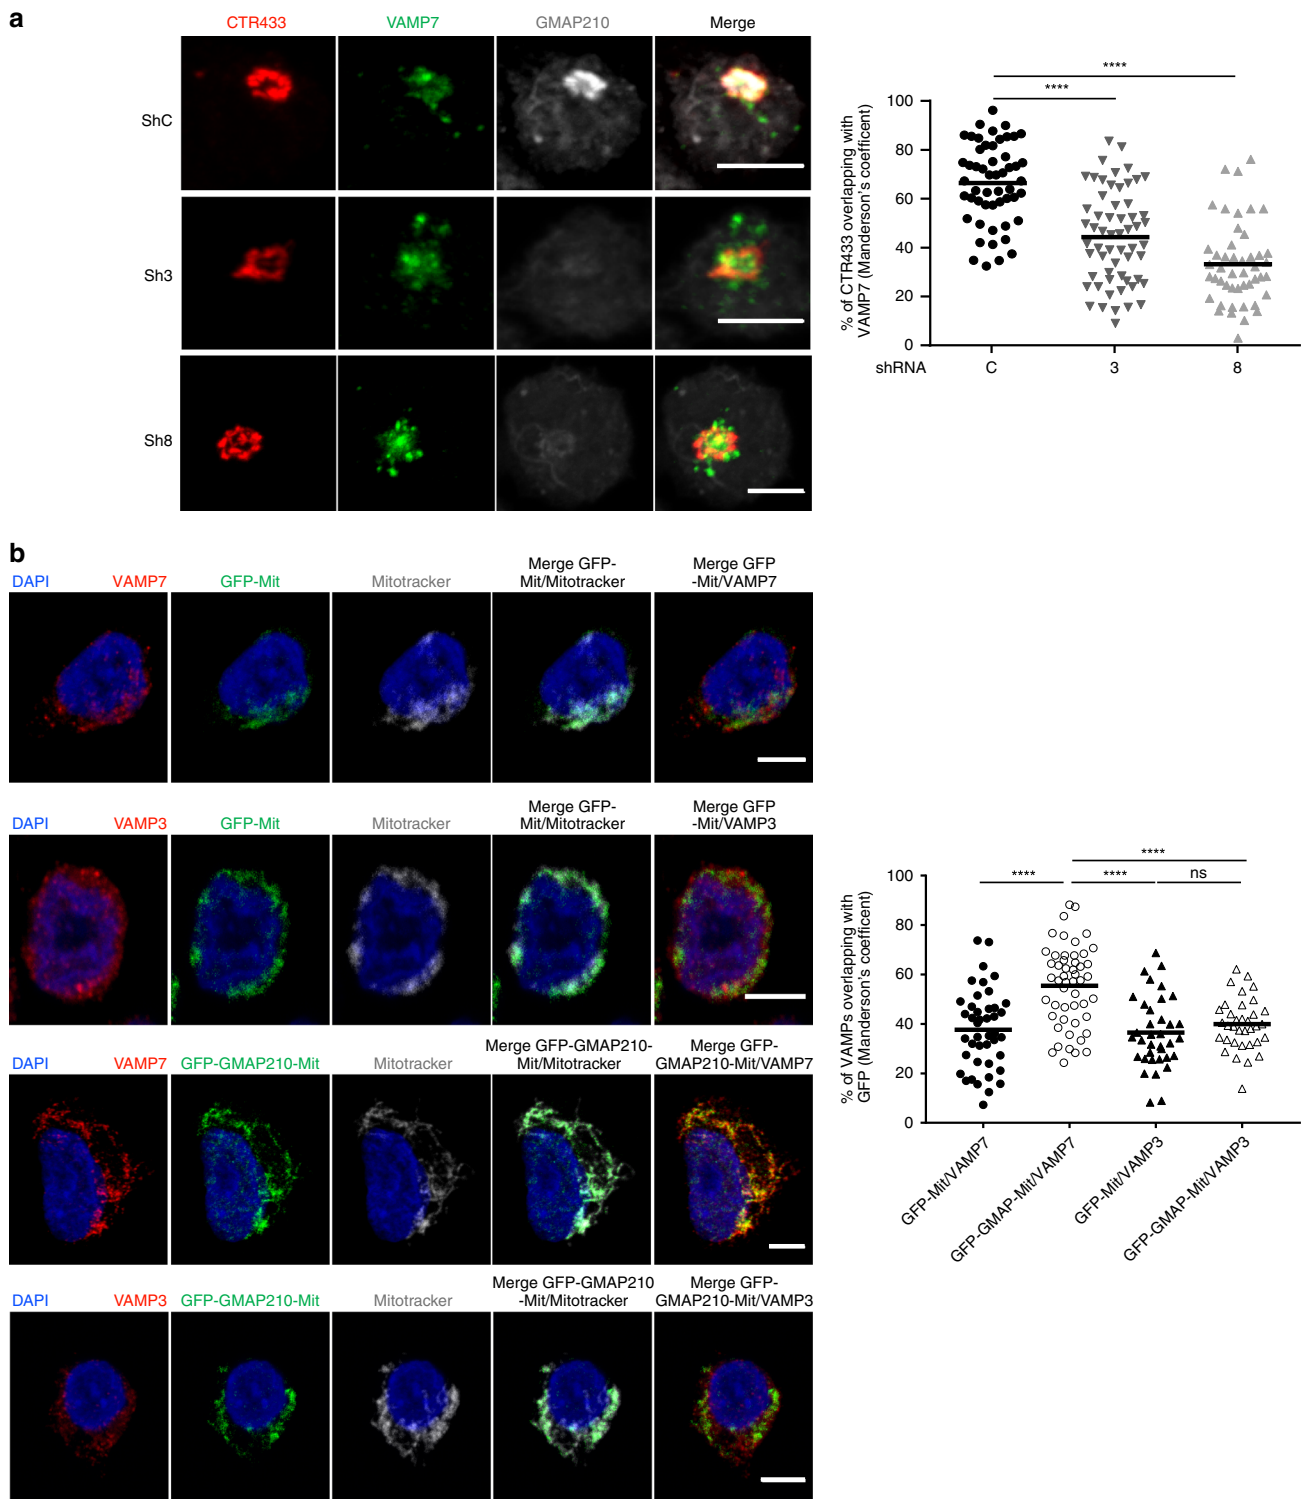 a
CTR433 VAMP7 GMAP210 Merge
ShC
Sh3
Sh8
****
****
100
80
60
40
20
0
% of CTR433 overlapping with
VAMP7 (Manderson's coefficent)
shRNA C 3 8
b
DAPI VAMP7 GFP-Mit Mitotracker
Merge GFP-
Mit/Mitotracker
Merge GFP
-Mit/VAMP7
DAPI VAMP3 GFP-Mit Mitotracker
Merge GFP-
Mit/Mitotracker
Merge GFP
-Mit/VAMP3
DAPI VAMP7 GFP-GMAP210-Mit Mitotracker
Merge GFP-GMAP210-
Mit/Mitotracker
Merge GFP-
GMAP210-Mit/VAMP7
DAPI VAMP3 GFP-GMAP210-Mit Mitotracker
Merge GFP-GMAP210
-Mit/Mitotracker
Merge GFP-
GMAP210-Mit/VAMP3
****
**** **** ns
100
80
60
40
20
0
% of VAMPs overlapping with
GFP (Manderson's coefficent)
GFP-Mit/VAMP7
GFP-GMAP-Mit/VAMP7
GFP-Mit/VAMP3
GFP-GMAP-Mit/VAMP3